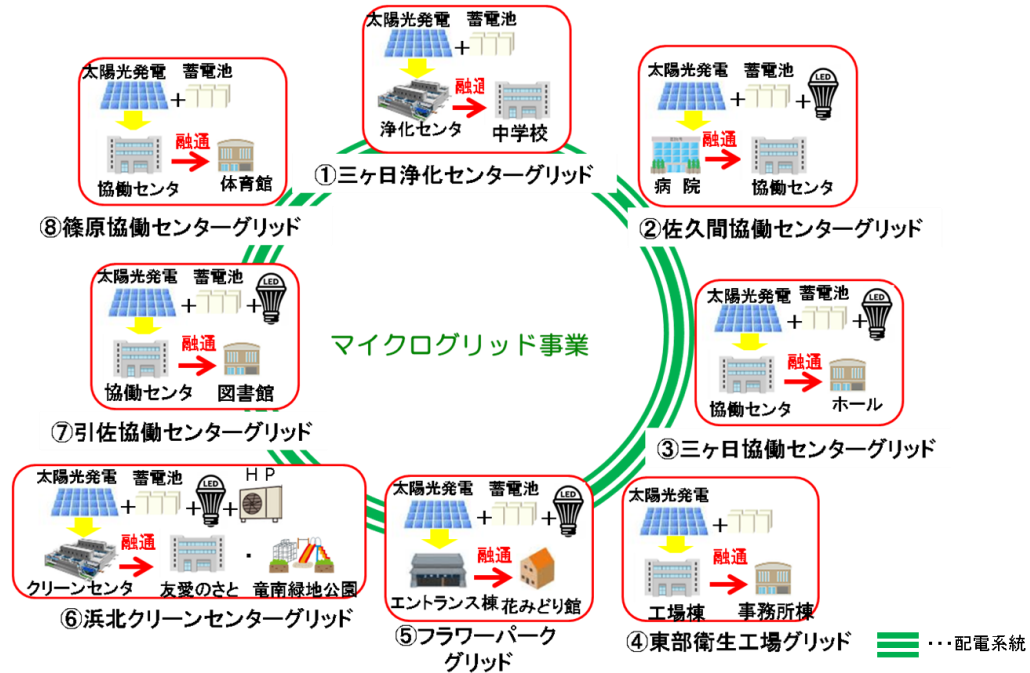 太陽光発電 蓄電池
+
融通
浄化センタ 中学校
①三ヶ日浄化センターグリッド
太陽光発電 蓄電池 LED
+ +
融通
病 院 協働センタ
②佐久間協働センターグリッド
太陽光発電 蓄電池 LED
+ +
融通
協働センタ ホール
③三ヶ日協働センターグリッド
太陽光発電
+
融通
工場棟 事務所棟
④東部衛生工場グリッド
太陽光発電 蓄電池 LED
+ +
融通
エントランス棟 花みどり館
⑤フラワーパーク
グリッド
太陽光発電 蓄電池 LED HP
+ + +
融通
クリーンセンタ 友愛のさと ・ 竜南緑地公園
⑥浜北クリーンセンターグリッド
太陽光発電 蓄電池 LED
+ +
融通
協働センタ 図書館
⑦引佐協働センターグリッド
太陽光発電 蓄電池
+
融通
協働センタ 体育館
⑧篠原協働センターグリッド
マイクログリッド事業
・・・配電系統